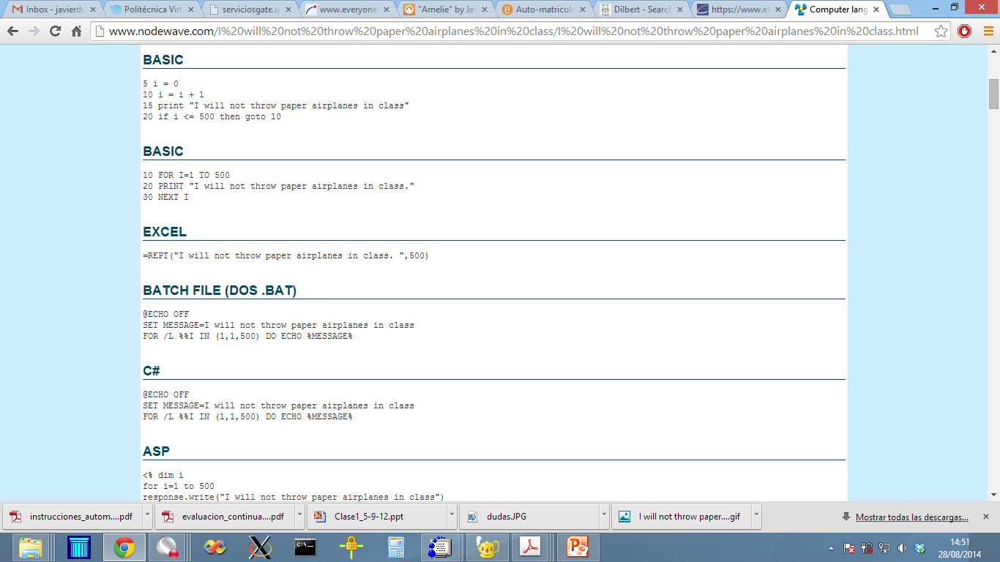 Inbox - javierdv
Politécnica Virt
serviciosgate.u
www.everyone
"Amelie" by Ja
Auto-matricula
Dilbert - Searc
https://www.e
Computer lang
www.nodewave.com/I%20will%20not%20throw%20paper%20airplanes%20in%20class/I%20will%20not%20throw%20paper%20airplanes%20in%20class.html
BASIC
5 i = 0
10 i = i + 1
15 print "I will not throw paper airplanes in class"
20 if i <= 500 then goto 10
BASIC
10 FOR I=1 TO 500
20 PRINT "I will not throw paper airplanes in class."
30 NEXT I
EXCEL
=REPT("I will not throw paper airplanes in class. ",500)
BATCH FILE (DOS .BAT)
@ECHO OFF
SET MESSAGE=I will not throw paper airplanes in class
FOR /L %%I IN (1,1,500) DO ECHO %MESSAGE%
C#
@ECHO OFF
SET MESSAGE=I will not throw paper airplanes in class
FOR /L %%I IN (1,1,500) DO ECHO %MESSAGE%
ASP
<% dim i
for i=1 to 500
response.write("I will not throw paper airplanes in class")
instrucciones_autom....pdf
evaluacion_continua....pdf
Clase1_5-9-12.ppt
dudas.JPG
I will not throw paper....gif
Mostrar todas las descargas...
14:51
28/08/2014